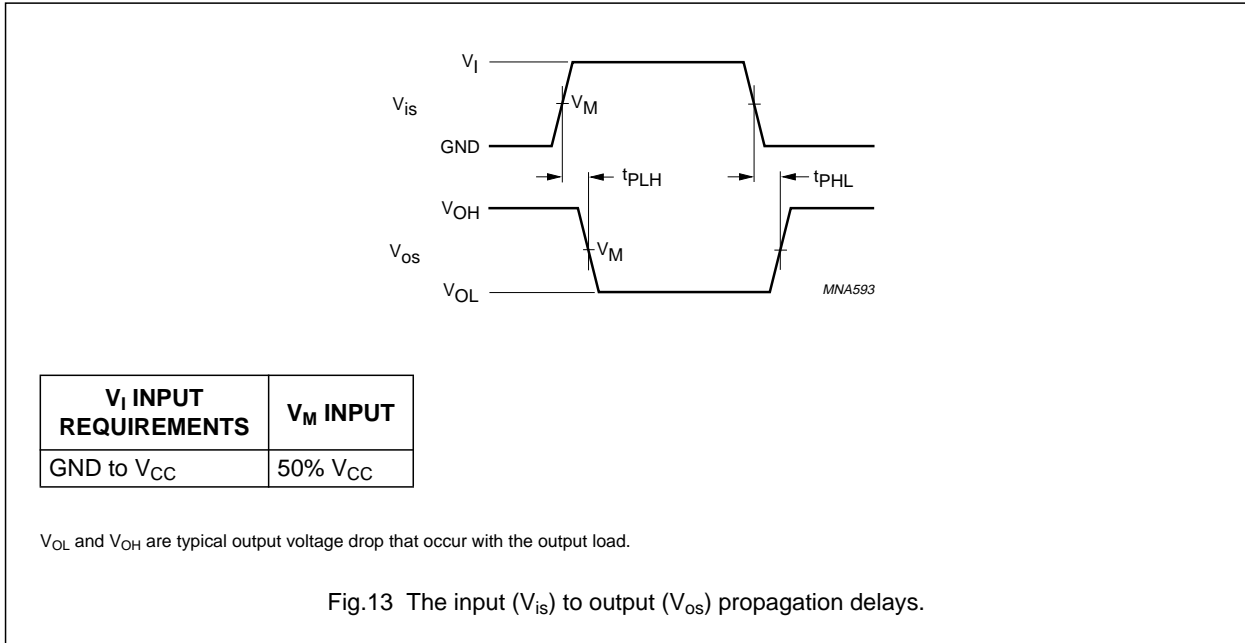 VI
Vis
VM
GND
tPLH
tPHL
VOH
Vos
VM
VOL
MNA593
VI INPUT REQUIREMENTS
VM INPUT
GND to VCC
50% VCC
VOL and VOH are typical output voltage drop that occur with the output load.
Fig.13 The input (Vis) to output (Vos) propagation delays.